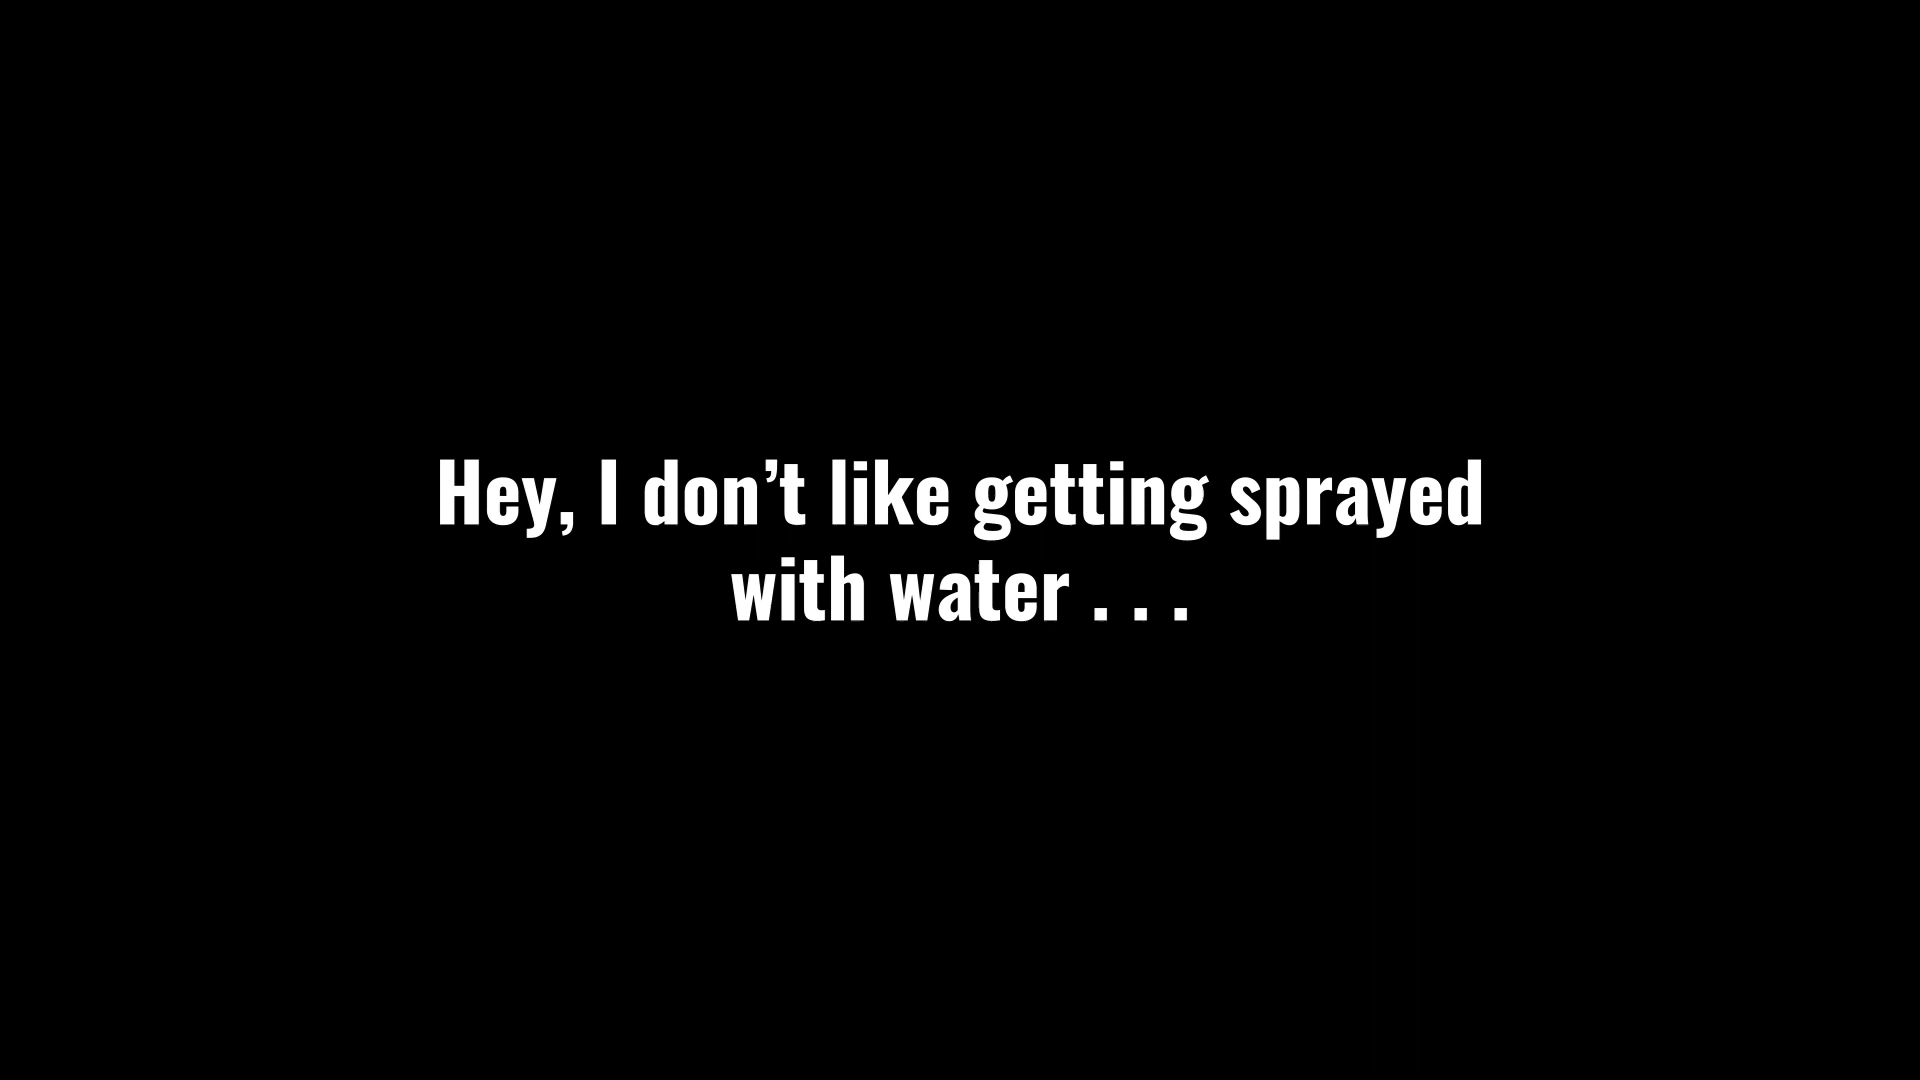 Hey, I don’t like getting sprayed
with water . . .